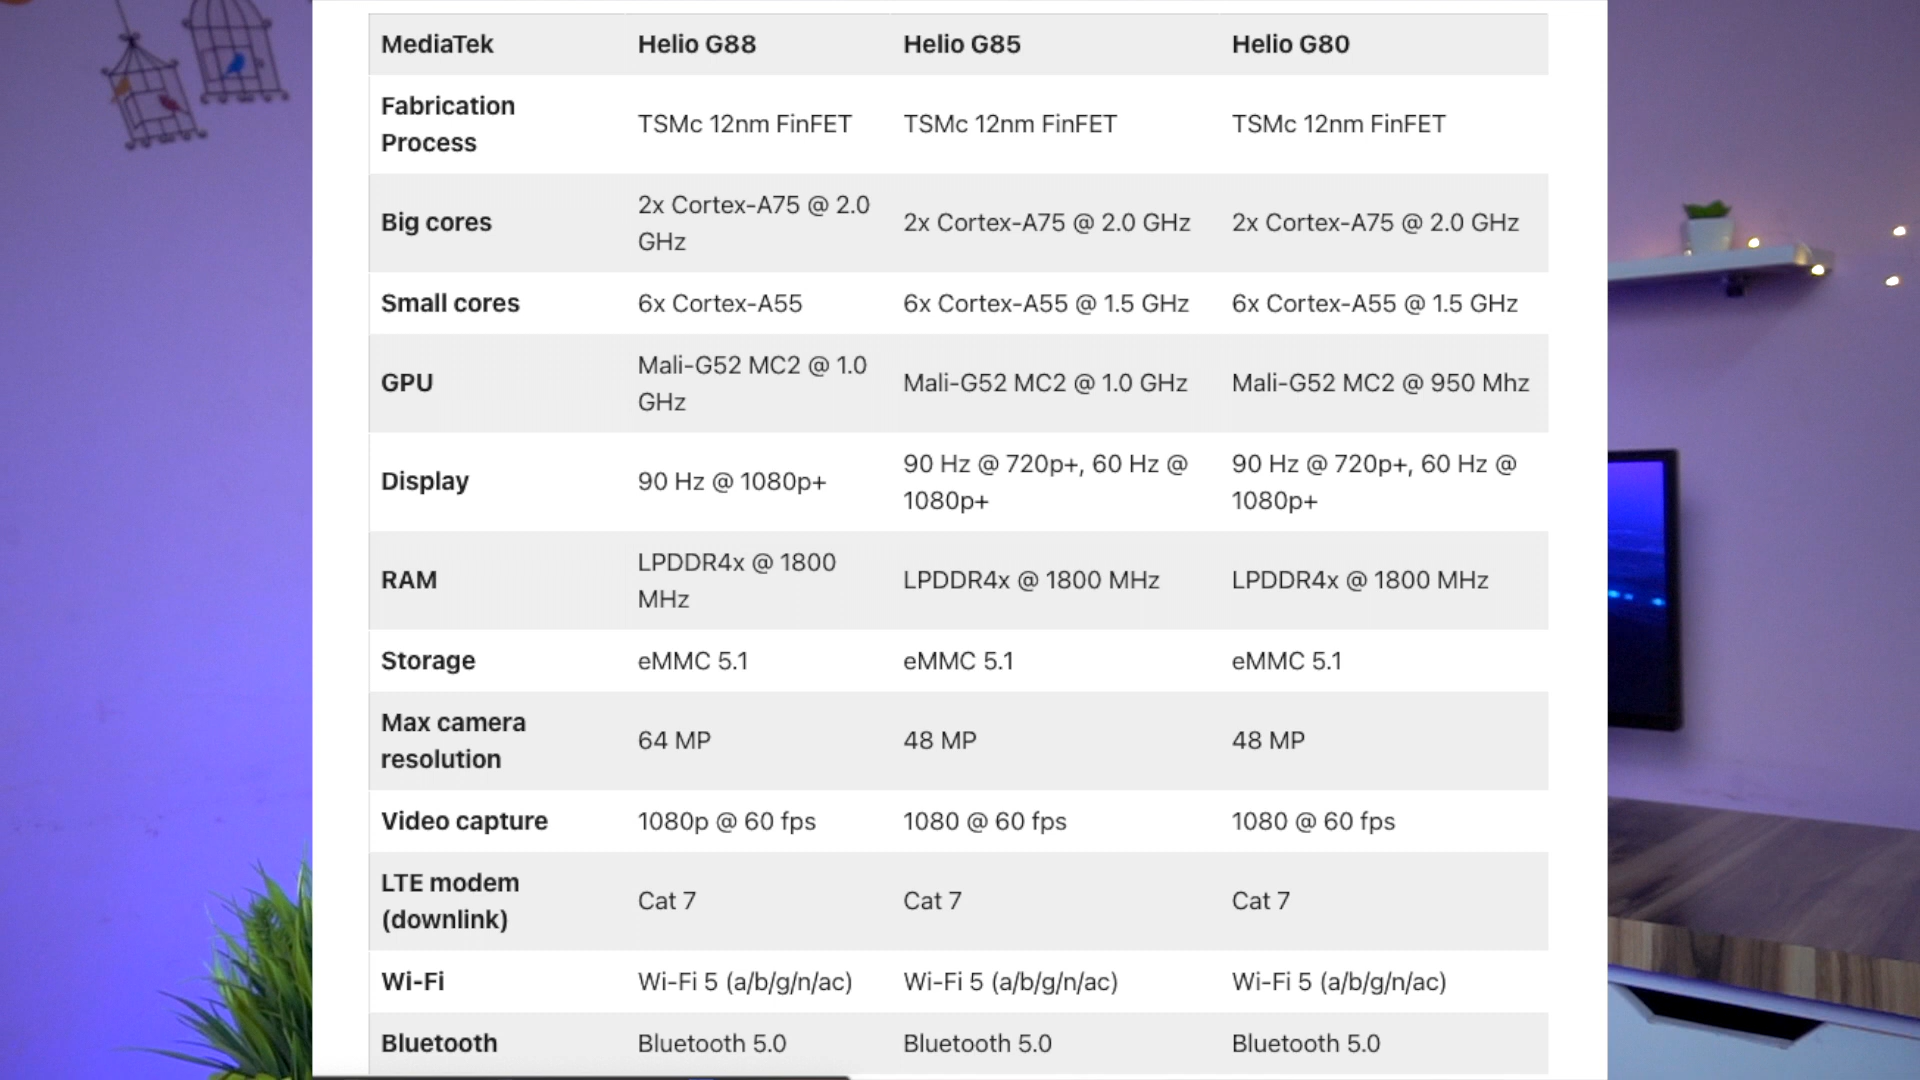 MediaTek Helio G88 Helio G85 Helio G80
Fabrication
Process
TSMc 12nm FinFET TSMc 12nm FinFET TSMc 12nm FinFET
Big cores
2x Cortex-A75 @ 2.0
GHz
2x Cortex-A75 @ 2.0 GHz 2x Cortex-A75 @ 2.0 GHz
Small cores 6x Cortex-A55 6x Cortex-A55 @ 1.5 GHz 6x Cortex-A55 @ 1.5 GHz
GPU
Mali-G52 MC2 @ 1.0
GHz
Mali-G52 MC2 @ 1.0 GHz Mali-G52 MC2 @ 950 Mhz
Display 90 Hz @ 1080p+
90 Hz @ 720p+, 60 Hz @
1080p+
90 Hz @ 720p+, 60 Hz @
1080p+
RAM
LPDDR4x @ 1800
MHz
LPDDR4x @ 1800 MHz LPDDR4x @ 1800 MHz
Storage eMMC 5.1 eMMC 5.1 eMMC 5.1
Max camera
resolution
64 MP 48 MP 48 MP
Video capture 1080p @ 60 fps 1080 @ 60 fps 1080 @ 60 fps
LTE modem
(downlink)
Cat 7 Cat 7 Cat 7
Wi-Fi Wi-Fi 5 (a/b/g/n/ac) Wi-Fi 5 (a/b/g/n/ac) Wi-Fi 5 (a/b/g/n/ac)
Bluetooth Bluetooth 5.0 Bluetooth 5.0 Bluetooth 5.0